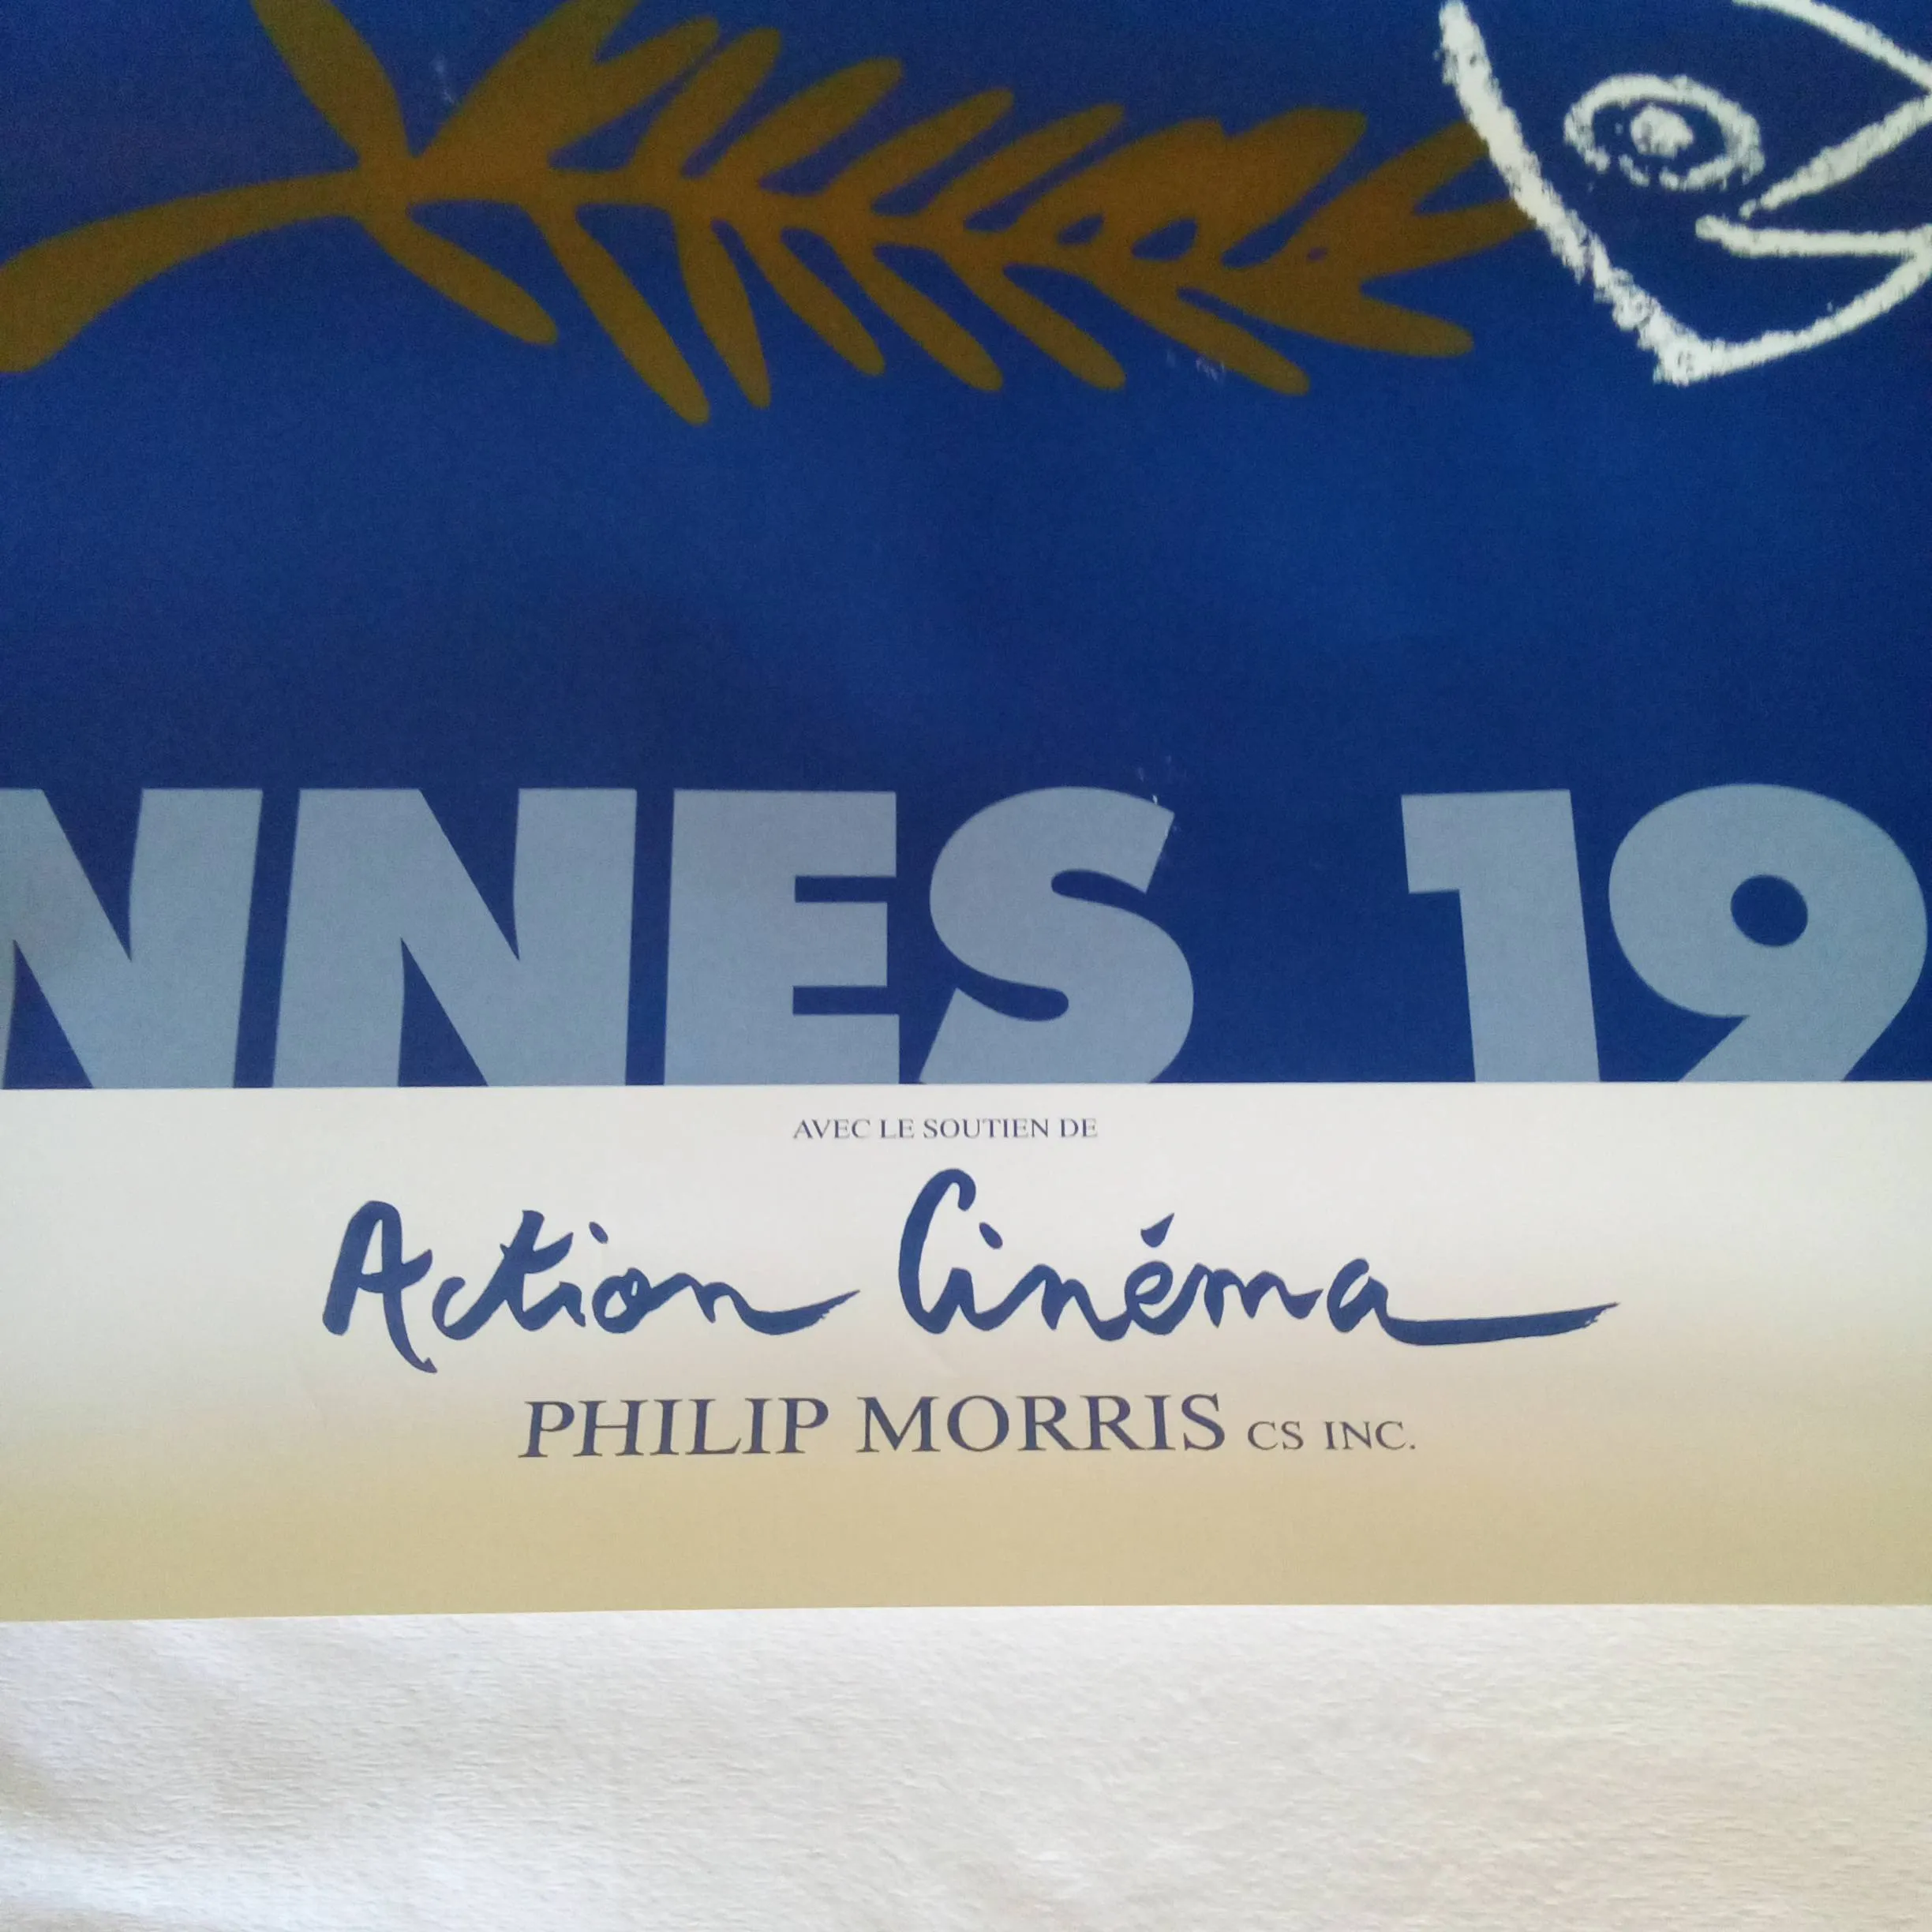 NNES 19
AVEC LE SOUTIEN DE
Action Cinéma
PHILIP MORRIS CS INC.